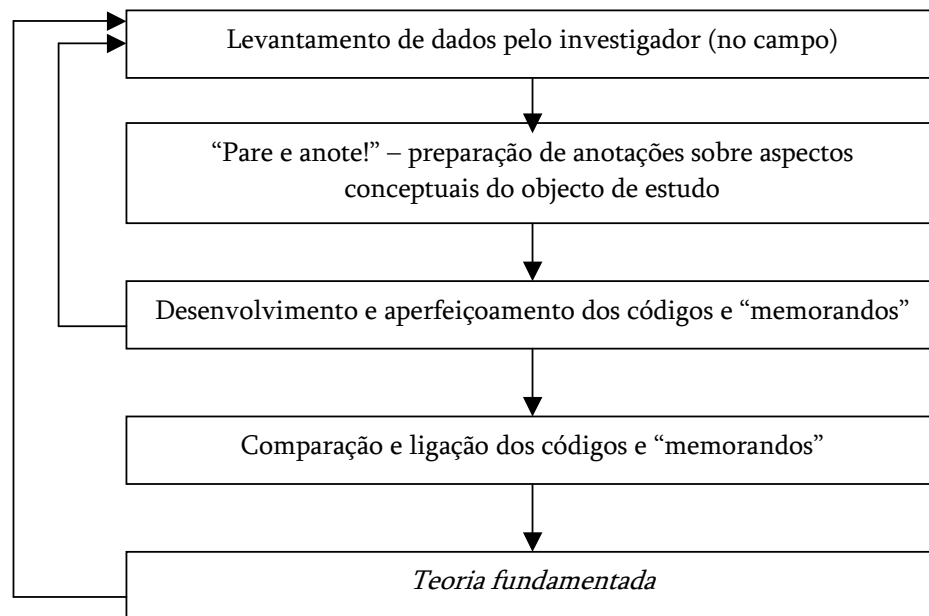 Levantamento de dados pelo investigador (no campo)
“Pare e anote!” – preparação de anotações sobre aspectos
conceptuais do objecto de estudo
Desenvolvimento e aperfeiçoamento dos códigos e “memorandos”
Comparação e ligação dos códigos e “memorandos”
Teoria fundamentada